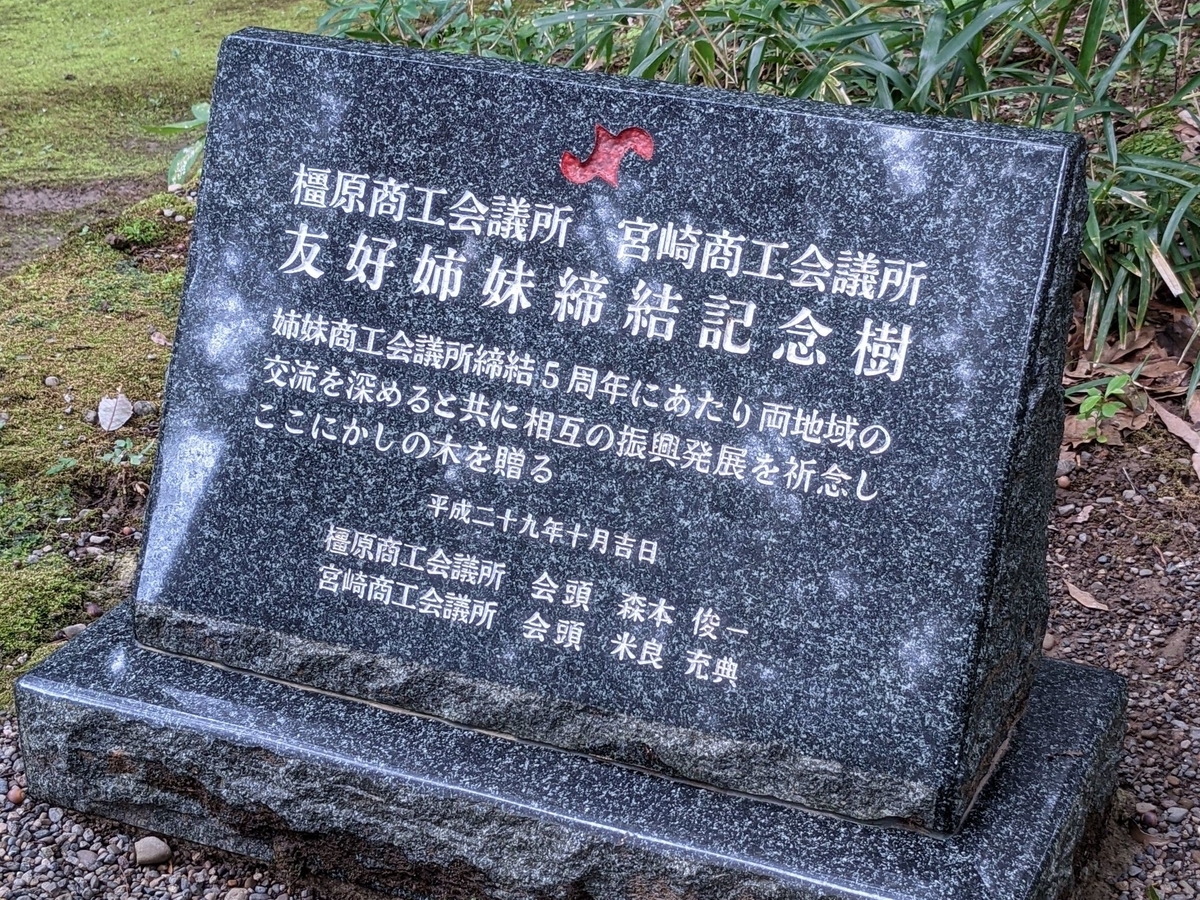 橿原商工会議所　宮崎商工会議所
友好姉妹締結記念樹
姉妹商工会議所締結5周年にあたり両地域の
交流を深めると共に相互の振興発展を祈念し
ここにかしの木を贈る
平成二十九年十月吉日
橿原商工会議所　会頭　森本　俊一
宮崎商工会議所　会頭　米良　充典